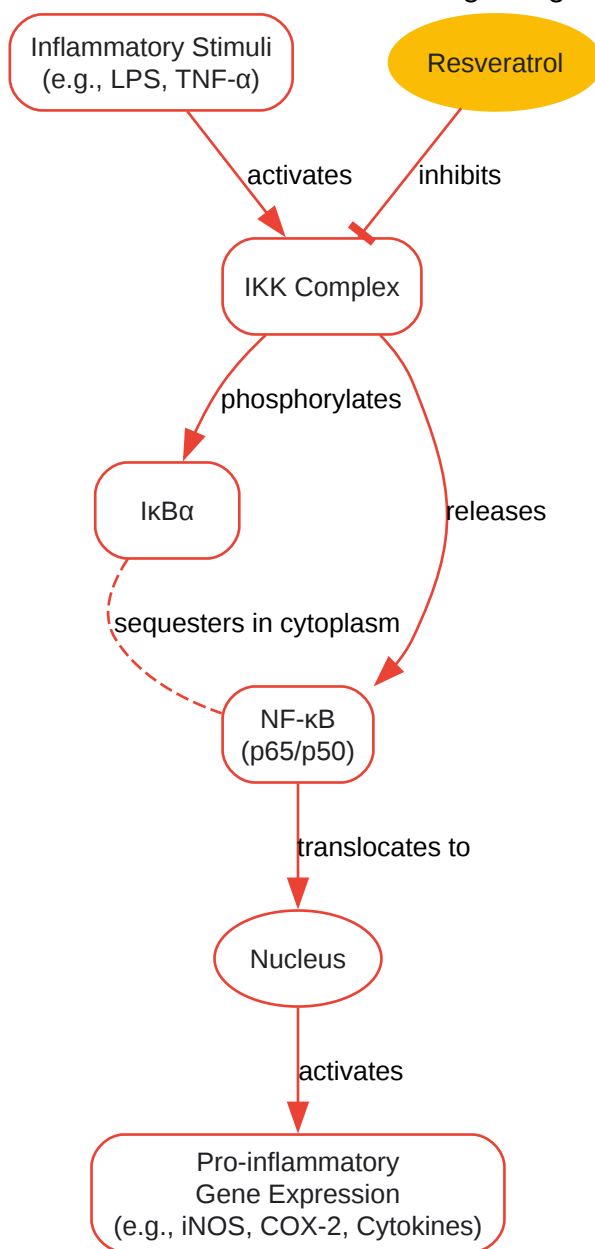 Inflammatory Stimuli
(e.g., LPS, TNF-α)
Resveratrol
activates
inhibits
IKK Complex
phosphorylates
IκBα
releases
sequesters in cytoplasm
NF-κB
(p65/p50)
translocates to
Nucleus
activates
Pro-inflammatory
Gene Expression
(e.g., iNOS, COX-2, Cytokines)